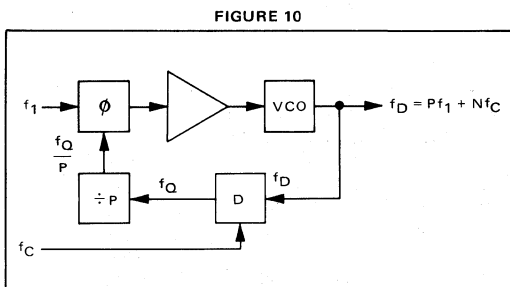 FIGURE 10
f1
φ
VCO
fD = Pf1 + NfC
fQ
P
fQ
fD
÷P
D
fC